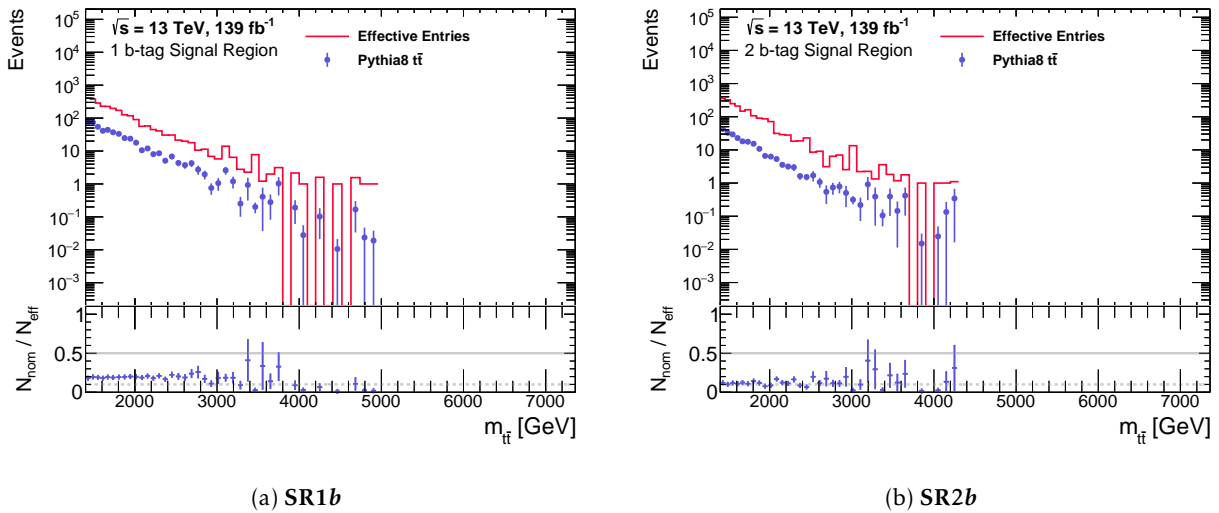 Events
10⁵
10⁴
10³
10²
10
1
10⁻¹
10⁻²
10⁻³
√s = 13 TeV, 139 fb⁻¹
1 b-tag Signal Region
Effective Entries
Pythia8 tt̄
N_nom / N_eff
1
0.5
0
2000 3000 4000 5000 6000 7000
m_tt̄ [GeV]
(a) SR1b
Events
10⁵
10⁴
10³
10²
10
1
10⁻¹
10⁻²
10⁻³
√s = 13 TeV, 139 fb⁻¹
2 b-tag Signal Region
Effective Entries
Pythia8 tt̄
N_nom / N_eff
1
0.5
0
2000 3000 4000 5000 6000 7000
m_tt̄ [GeV]
(b) SR2b